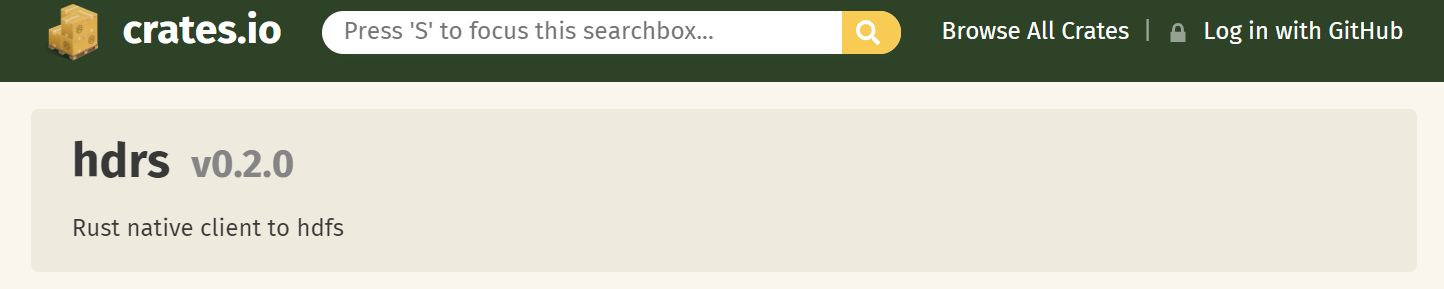 crates.io Press 'S' to focus this searchbox... Browse All Crates | Log in with GitHub
hdrs v0.2.0
Rust native client to hdfs